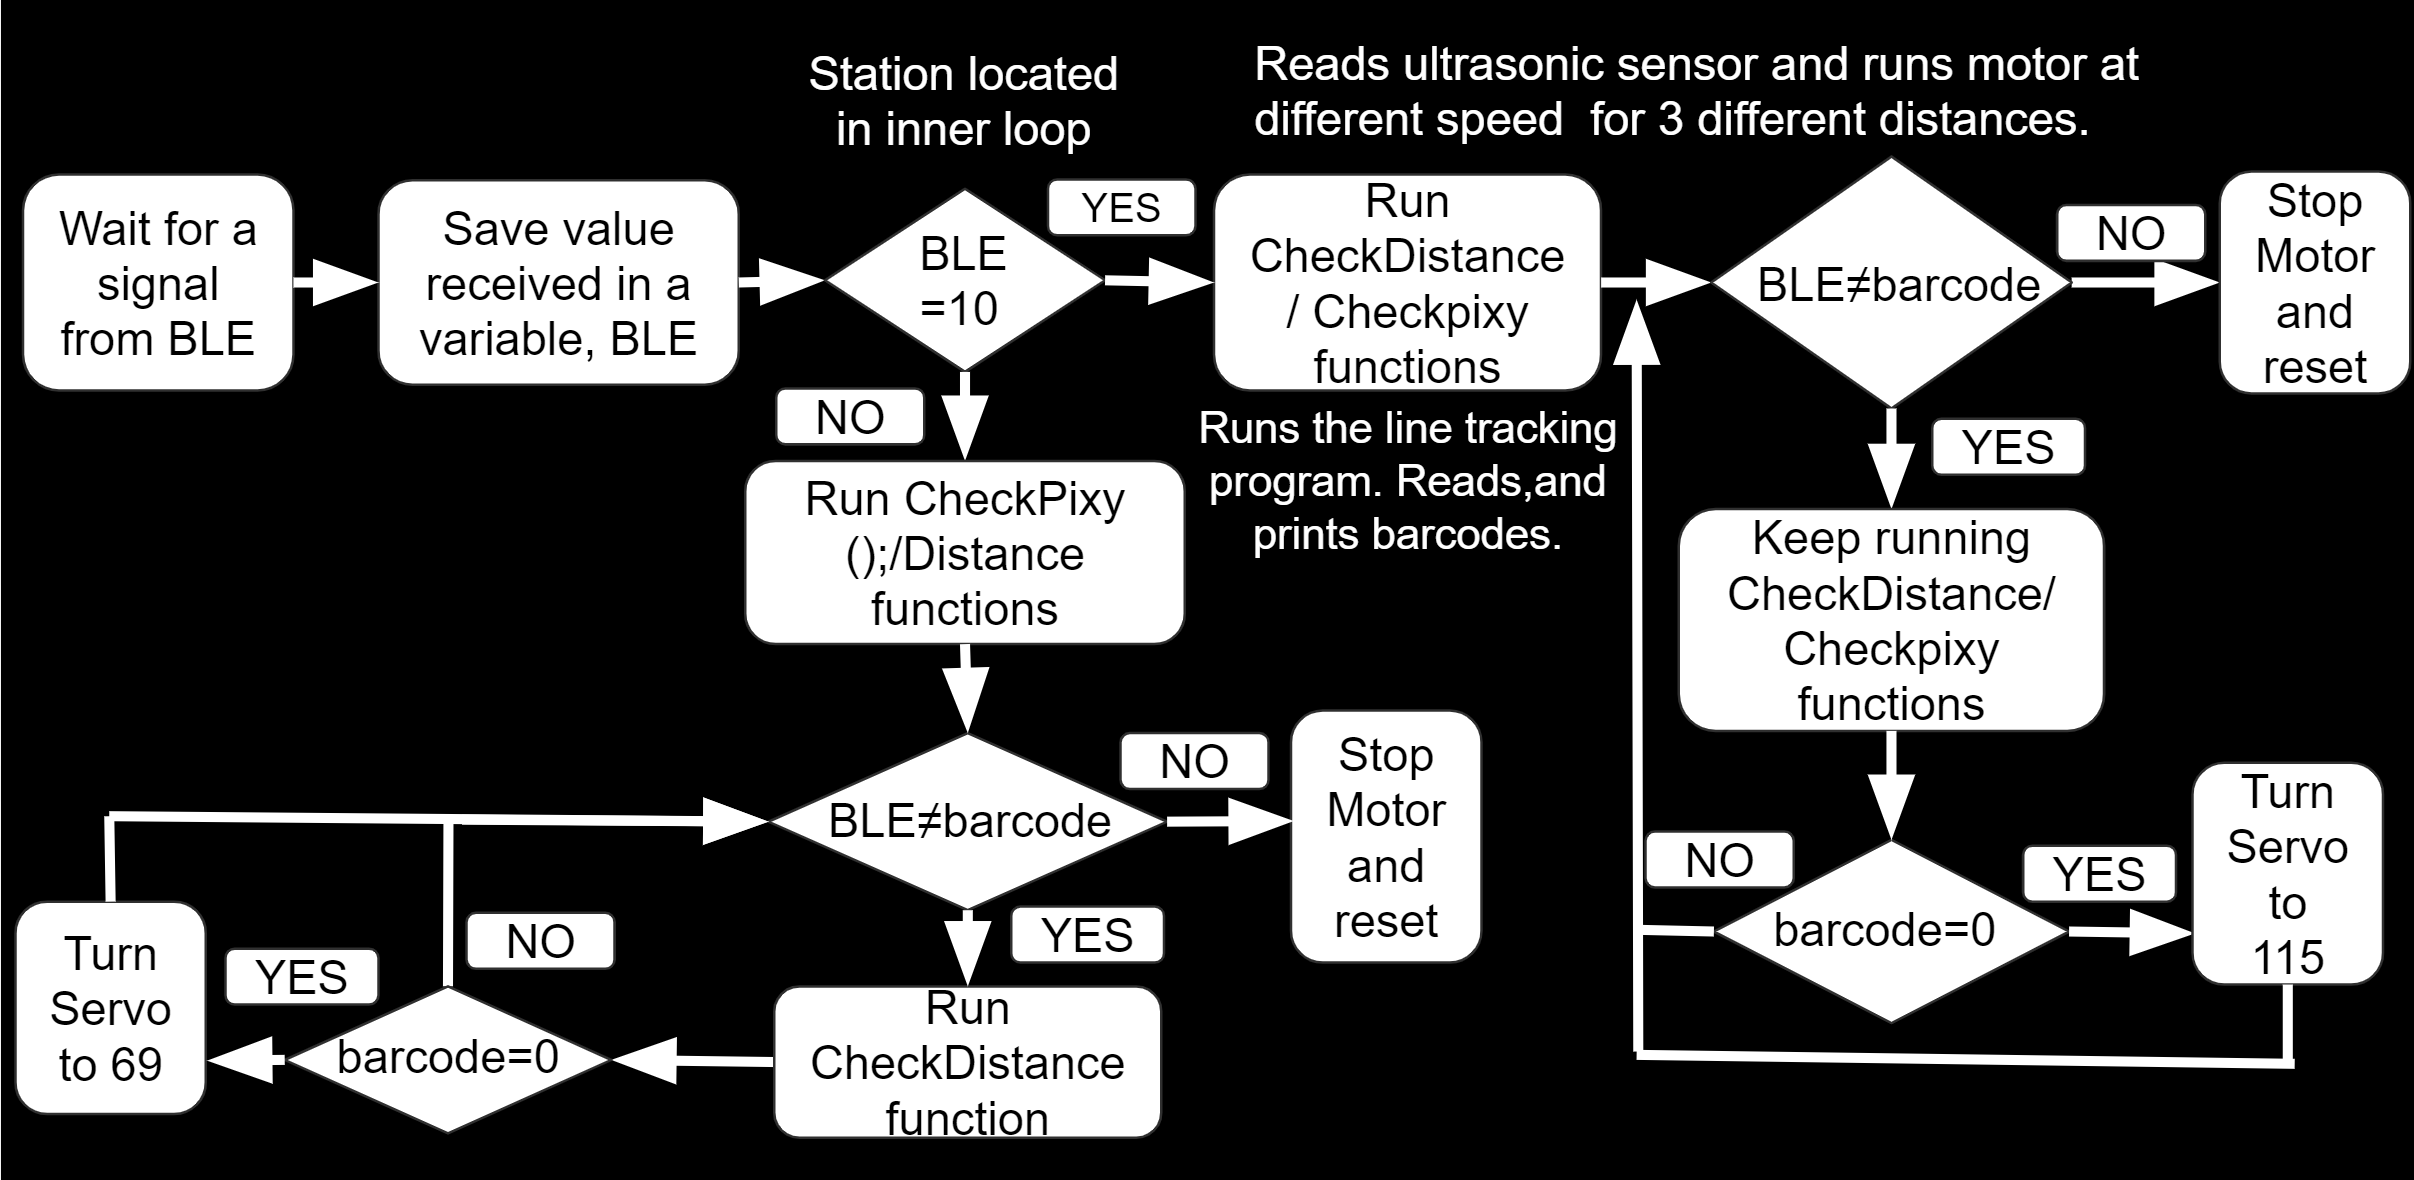 Station located
in inner loop
Reads ultrasonic sensor and runs motor at
different speed  for 3 different distances.
Wait for a
signal
from BLE
Save value
received in a
variable, BLE
BLE
=10
YES
Run
CheckDistance
/ Checkpixy
functions
BLE≠barcode
NO
Stop
Motor
and
reset
NO
Runs the line tracking
program. Reads,and
prints barcodes.
YES
Run CheckPixy
();/Distance
functions
Keep running
CheckDistance/
Checkpixy
functions
BLE≠barcode
NO
Stop
Motor
and
reset
YES
Run
CheckDistance
function
barcode=0
NO
YES
Turn
Servo
to 69
barcode=0
NO
YES
Turn
Servo
to
115